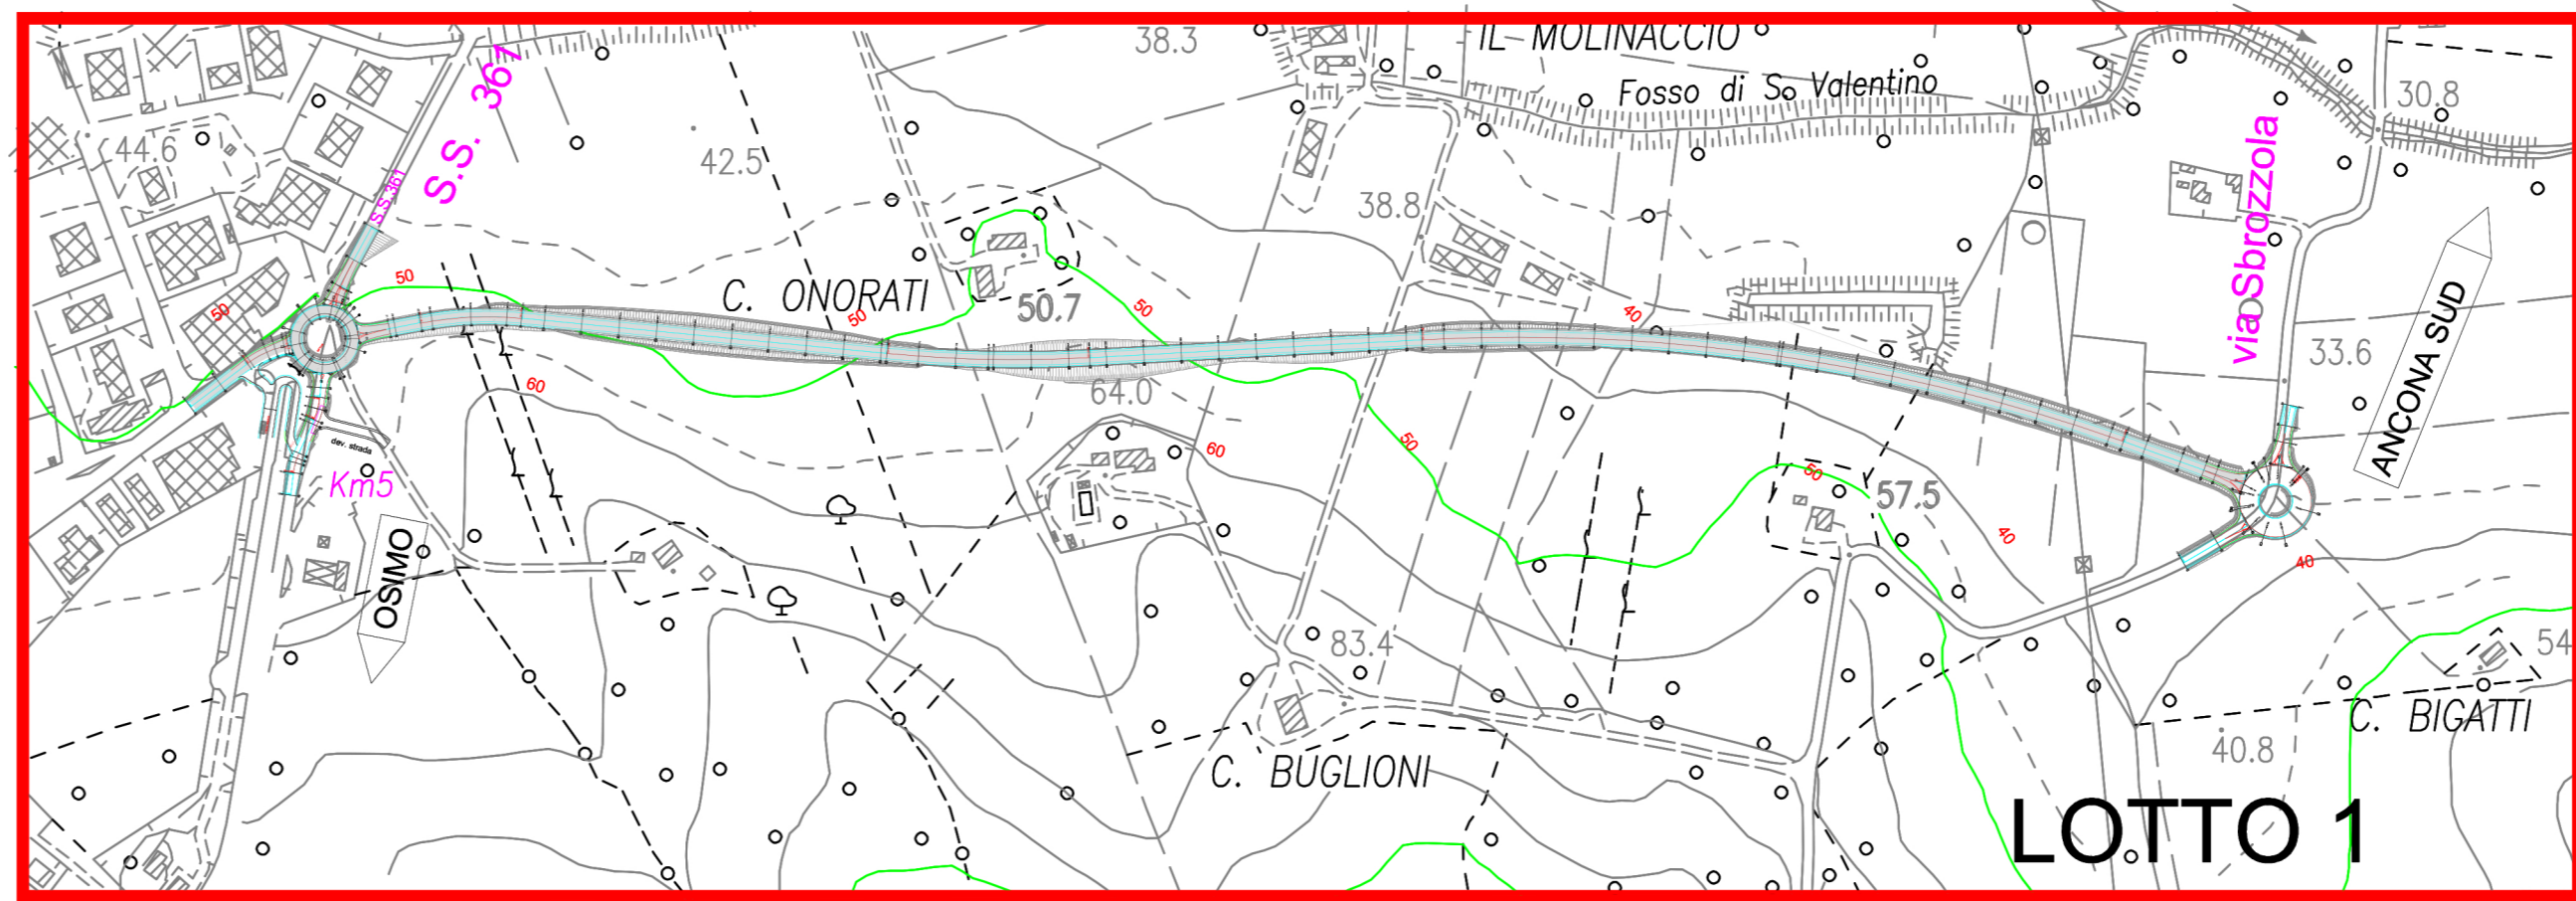 IL MOLINACCIO
38.3
S.S. 361
Fosso di S. Valentino
30.8
44.6
42.5
S.S.361
38.8
via Sbrozzola
50
50
C. ONORATI
50
50.7
50
40
33.6
ANCONA SUD
60
64.0
60
50
50
57.5
dev. strada
Km5
OSIMO
40
40
83.4
54
C. BIGATTI
40.8
C. BUGLIONI
LOTTO 1